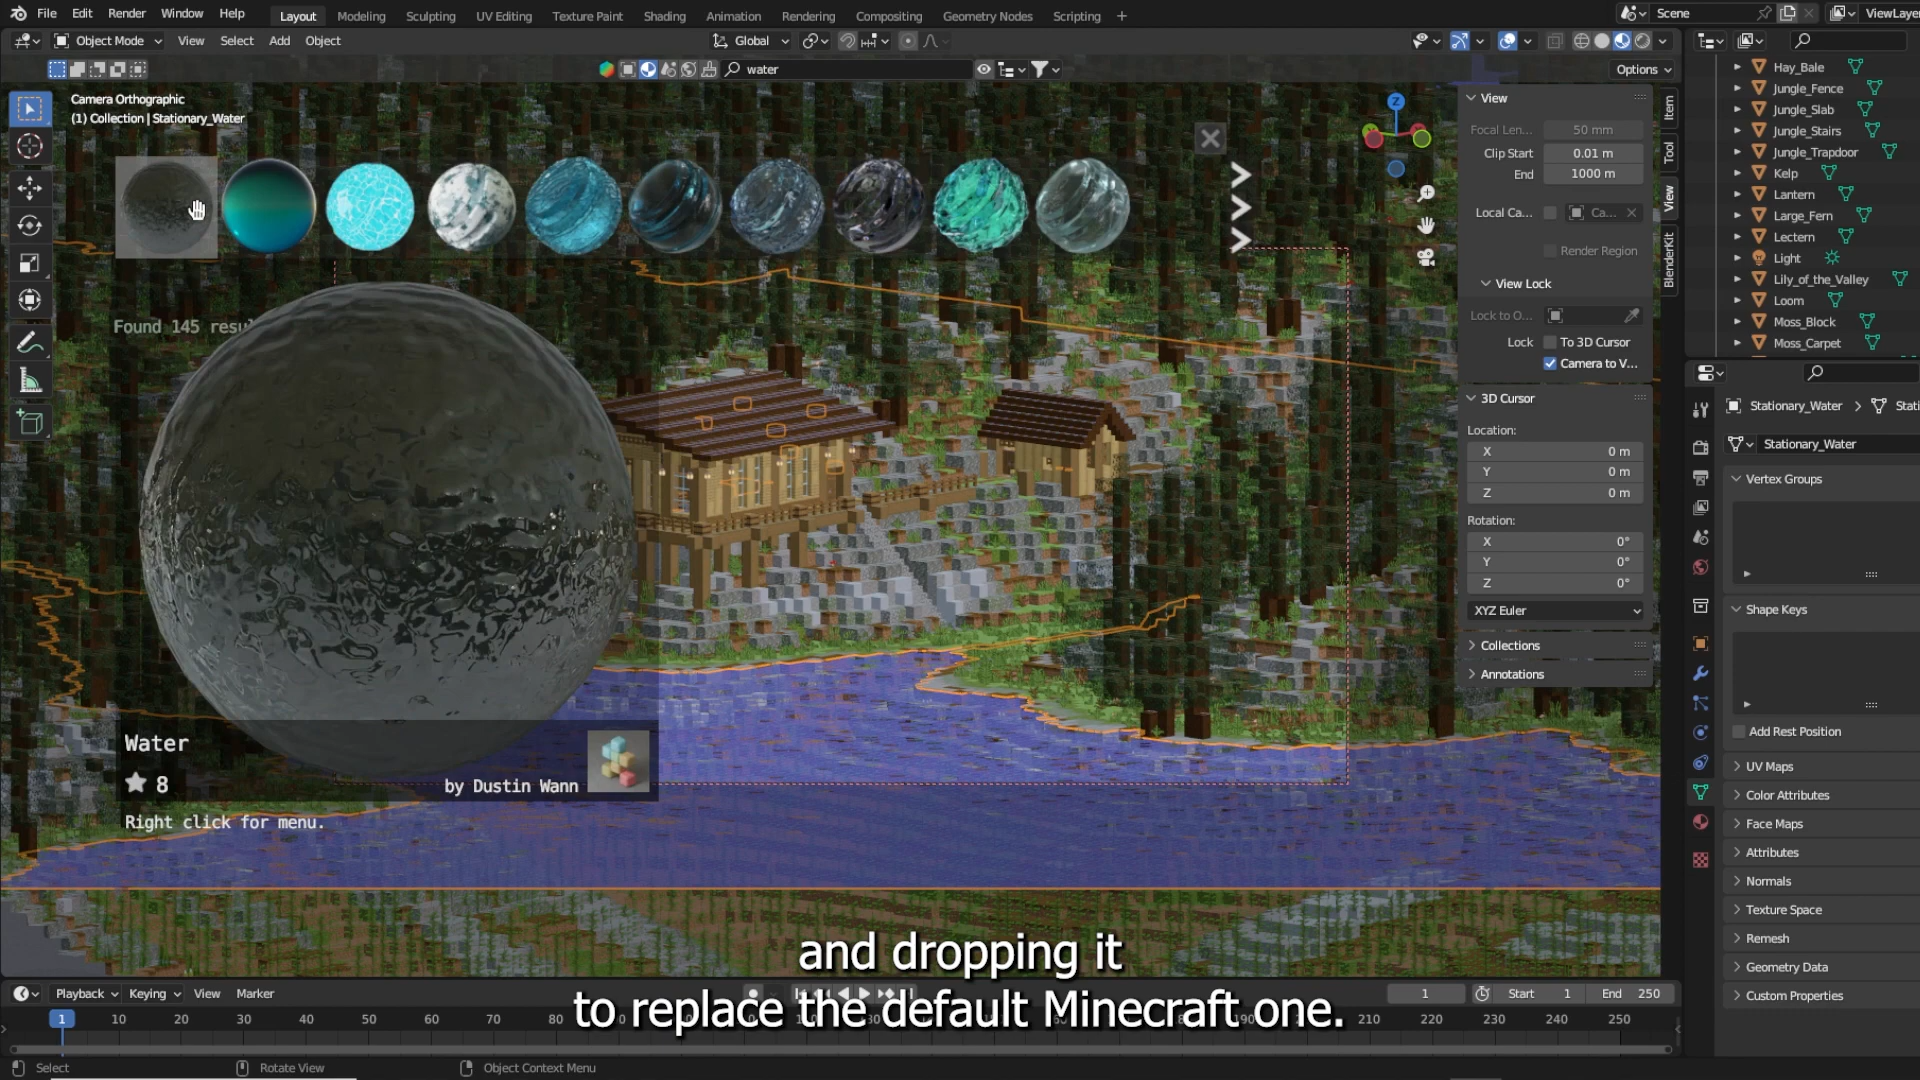 File Edit Render Window Help Layout Modeling Sculpting UV Editing Texture Paint Shading Animation Rendering Compositing Geometry Nodes Scripting + Scene ViewLayer
Object Mode View Select Add Object Global
water Options
Camera Orthographic
(1) Collection | Stationary_Water
Found 145 resu
Water
8
by Dustin Wann
Right click for menu.
View
Focal Len... 50 mm
Clip Start 0.01 m
End 1000 m
Local Ca... Ca...
Render Region
View Lock
Lock to O...
Lock To 3D Cursor
Camera to V...
3D Cursor
Location:
X 0 m
Y 0 m
Z 0 m
Rotation:
X 0°
Y 0°
Z 0°
XYZ Euler
Collections
Annotations
Item
Tool
View
BlenderKit
Hay_Bale
Jungle_Fence
Jungle_Slab
Jungle_Stairs
Jungle_Trapdoor
Kelp
Lantern
Large_Fern
Lectern
Light
Lily_of_the_Valley
Loom
Moss_Block
Moss_Carpet
Stationary_Water > Stati
Stationary_Water
Vertex Groups
Shape Keys
Add Rest Position
UV Maps
Color Attributes
Face Maps
Attributes
Normals
Texture Space
Remesh
Geometry Data
Custom Properties
and dropping it
to replace the default Minecraft one.
Playback Keying View Marker 1 Start 1 End 250
1 10 20 30 40 50 60 70 80 210 220 230 240 250
Select Rotate View Object Context Menu